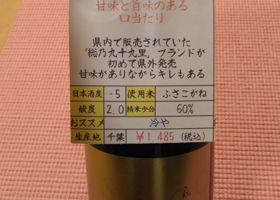 甘味と旨味のある
口当たり
県内で販売されていた
「総乃九十九里」ブランドが
初めて県外発売
甘味がありながらキレもある
日本酒度 -5 使用米 ふさこがね
酸度 2.0 精米歩合 60%
おススメ 冷や
生産地 千葉 ¥1 485 (税込)